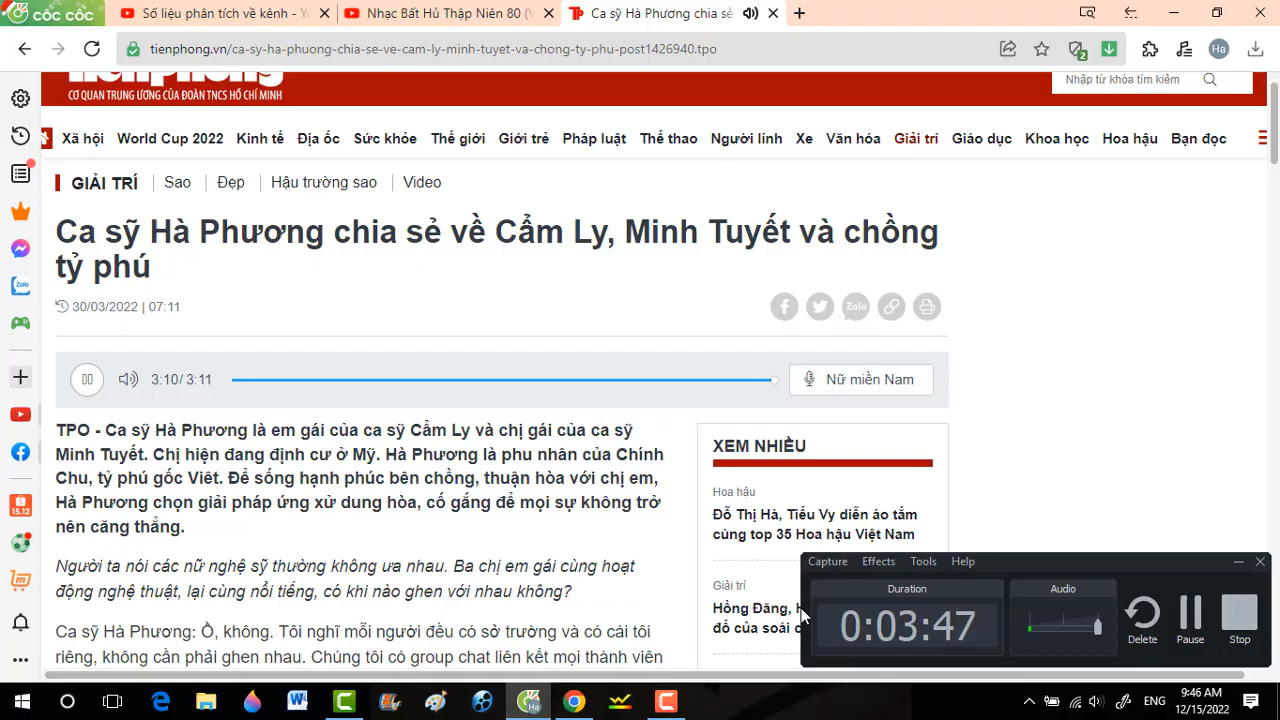 CỐC CỐC
Số liệu phân tích về kênh - Yo
Nhạc Bất Hủ Thập Niên 80 (V
Ca sỹ Hà Phương chia sẻ
tienphong.vn/ca-sy-ha-phuong-chia-se-ve-cam-ly-minh-tuyet-va-chong-ty-phu-post1426940.tpo
2
Ha
CƠ QUAN TRUNG ƯƠNG CỦA ĐOÀN TNCS HỒ CHÍ MINH
Nhập từ khóa tìm kiếm
Xã hội World Cup 2022 Kinh tế Địa ốc Sức khỏe Thế giới Giới trẻ Pháp luật Thể thao Người lính Xe Văn hóa Giải trí Giáo dục Khoa học Hoa hậu Bạn đọc
GIẢI TRÍ Sao Đẹp Hậu trường sao Video
Ca sỹ Hà Phương chia sẻ về Cẩm Ly, Minh Tuyết và chồng
tỷ phú
30/03/2022 | 07:11
Zalo
3:10/ 3:11
Nữ miền Nam
TPO - Ca sỹ Hà Phương là em gái của ca sỹ Cẩm Ly và chị gái của ca sỹ
Minh Tuyết. Chị hiện đang định cư ở Mỹ. Hà Phương là phu nhân của Chính
Chu, tỷ phú gốc Việt. Để sống hạnh phúc bên chồng, thuận hòa với chị em,
Hà Phương chọn giải pháp ứng xử dung hòa, cố gắng để mọi sự không trở
nên căng thẳng.
Người ta nói các nữ nghệ sỹ thường không ưa nhau. Ba chị em gái cùng hoạt
động nghệ thuật, lại cùng nổi tiếng, có khi nào ghen với nhau không?
Ca sỹ Hà Phương: Ồ, không. Tôi nghĩ mỗi người đều có sở trường và có cái tôi
riêng, không cần phải ghen nhau. Chúng tôi có group chat liên kết mọi thành viên
XEM NHIỀU
Hoa hậu
Đỗ Thị Hà, Tiểu Vy diễn áo tắm
cùng top 35 Hoa hậu Việt Nam
Giải trí
Hồng Đăng, H
đỏ của soái c
Zalo
15.12
Capture Effects Tools Help
Duration
0:03:47
Audio
Delete
Pause
Stop
Ha
ENG
9:46 AM
12/15/2022